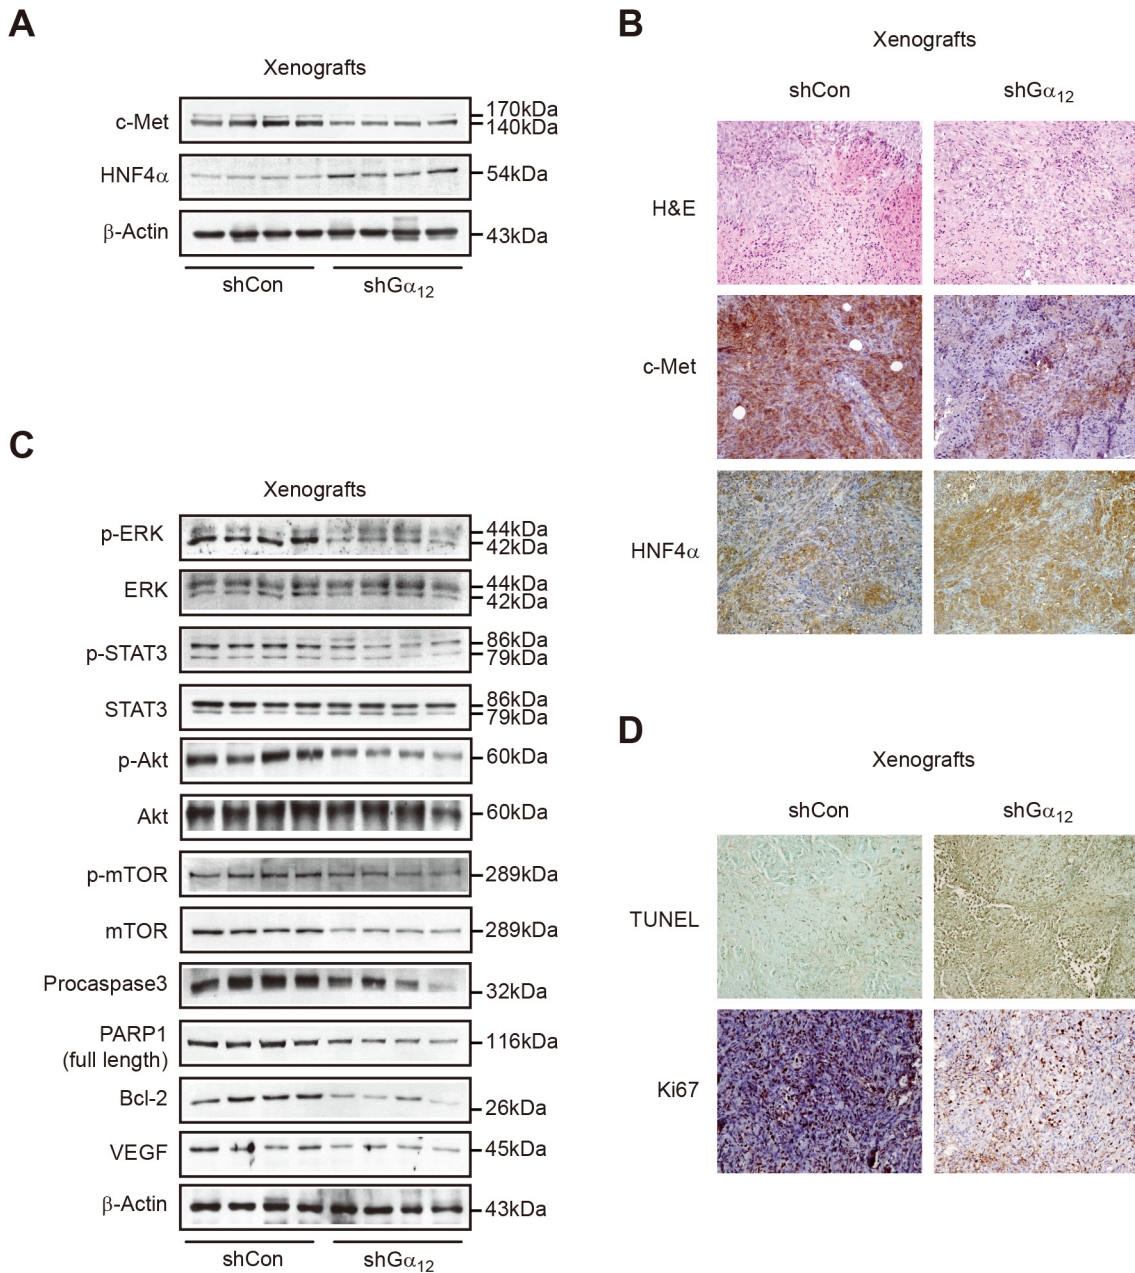 A
Xenografts
c-Met
170kDa
140kDa
HNF4α
54kDa
β-Actin
43kDa
shCon
shGα12
B
Xenografts
shCon
shGα12
H&E
c-Met
HNF4α
C
Xenografts
p-ERK
44kDa
42kDa
ERK
44kDa
42kDa
p-STAT3
86kDa
79kDa
STAT3
86kDa
79kDa
p-Akt
60kDa
Akt
60kDa
p-mTOR
289kDa
mTOR
289kDa
Procaspase3
32kDa
PARP1
(full length)
116kDa
Bcl-2
26kDa
VEGF
45kDa
β-Actin
43kDa
shCon
shGα12
D
Xenografts
shCon
shGα12
TUNEL
Ki67